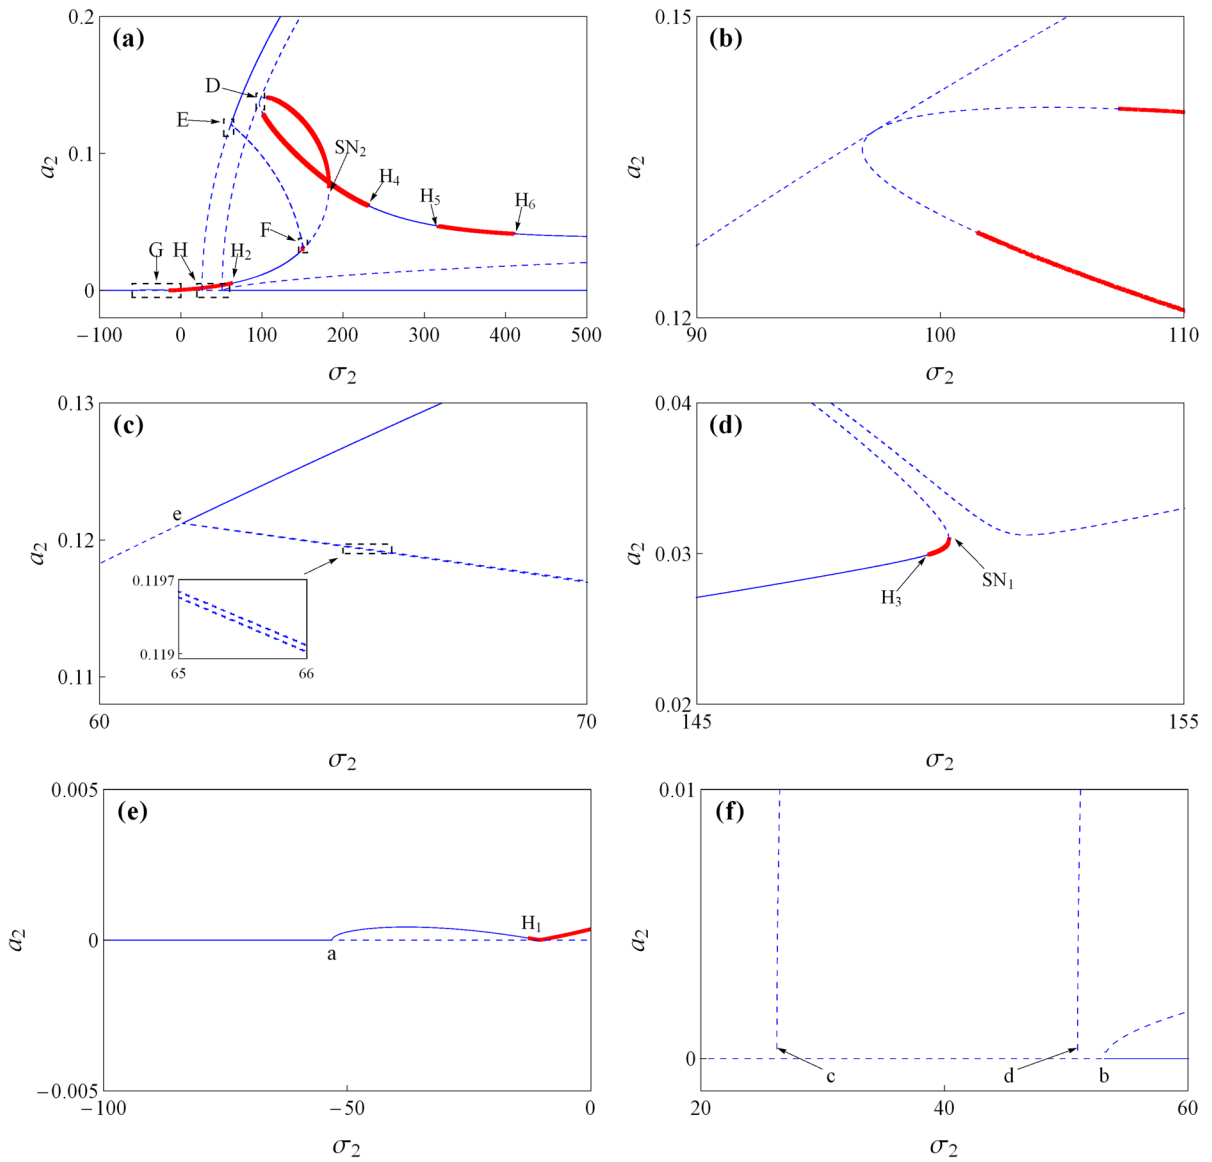 (a)
0.2
0.1
0
−100
0
100
200
300
400
500
a2
σ2
D
E
SN2
H4
H5
H6
F
G
H
H2
(b)
0.15
0.12
90
100
110
a2
σ2
(c)
0.13
0.12
0.11
60
70
a2
σ2
e
0.1197
0.119
65
66
(d)
0.04
0.03
0.02
145
155
a2
σ2
H3
SN1
(e)
0.005
0
−0.005
−100
−50
0
a2
σ2
a
H1
(f)
0.01
0
20
40
60
a2
σ2
c
d
b